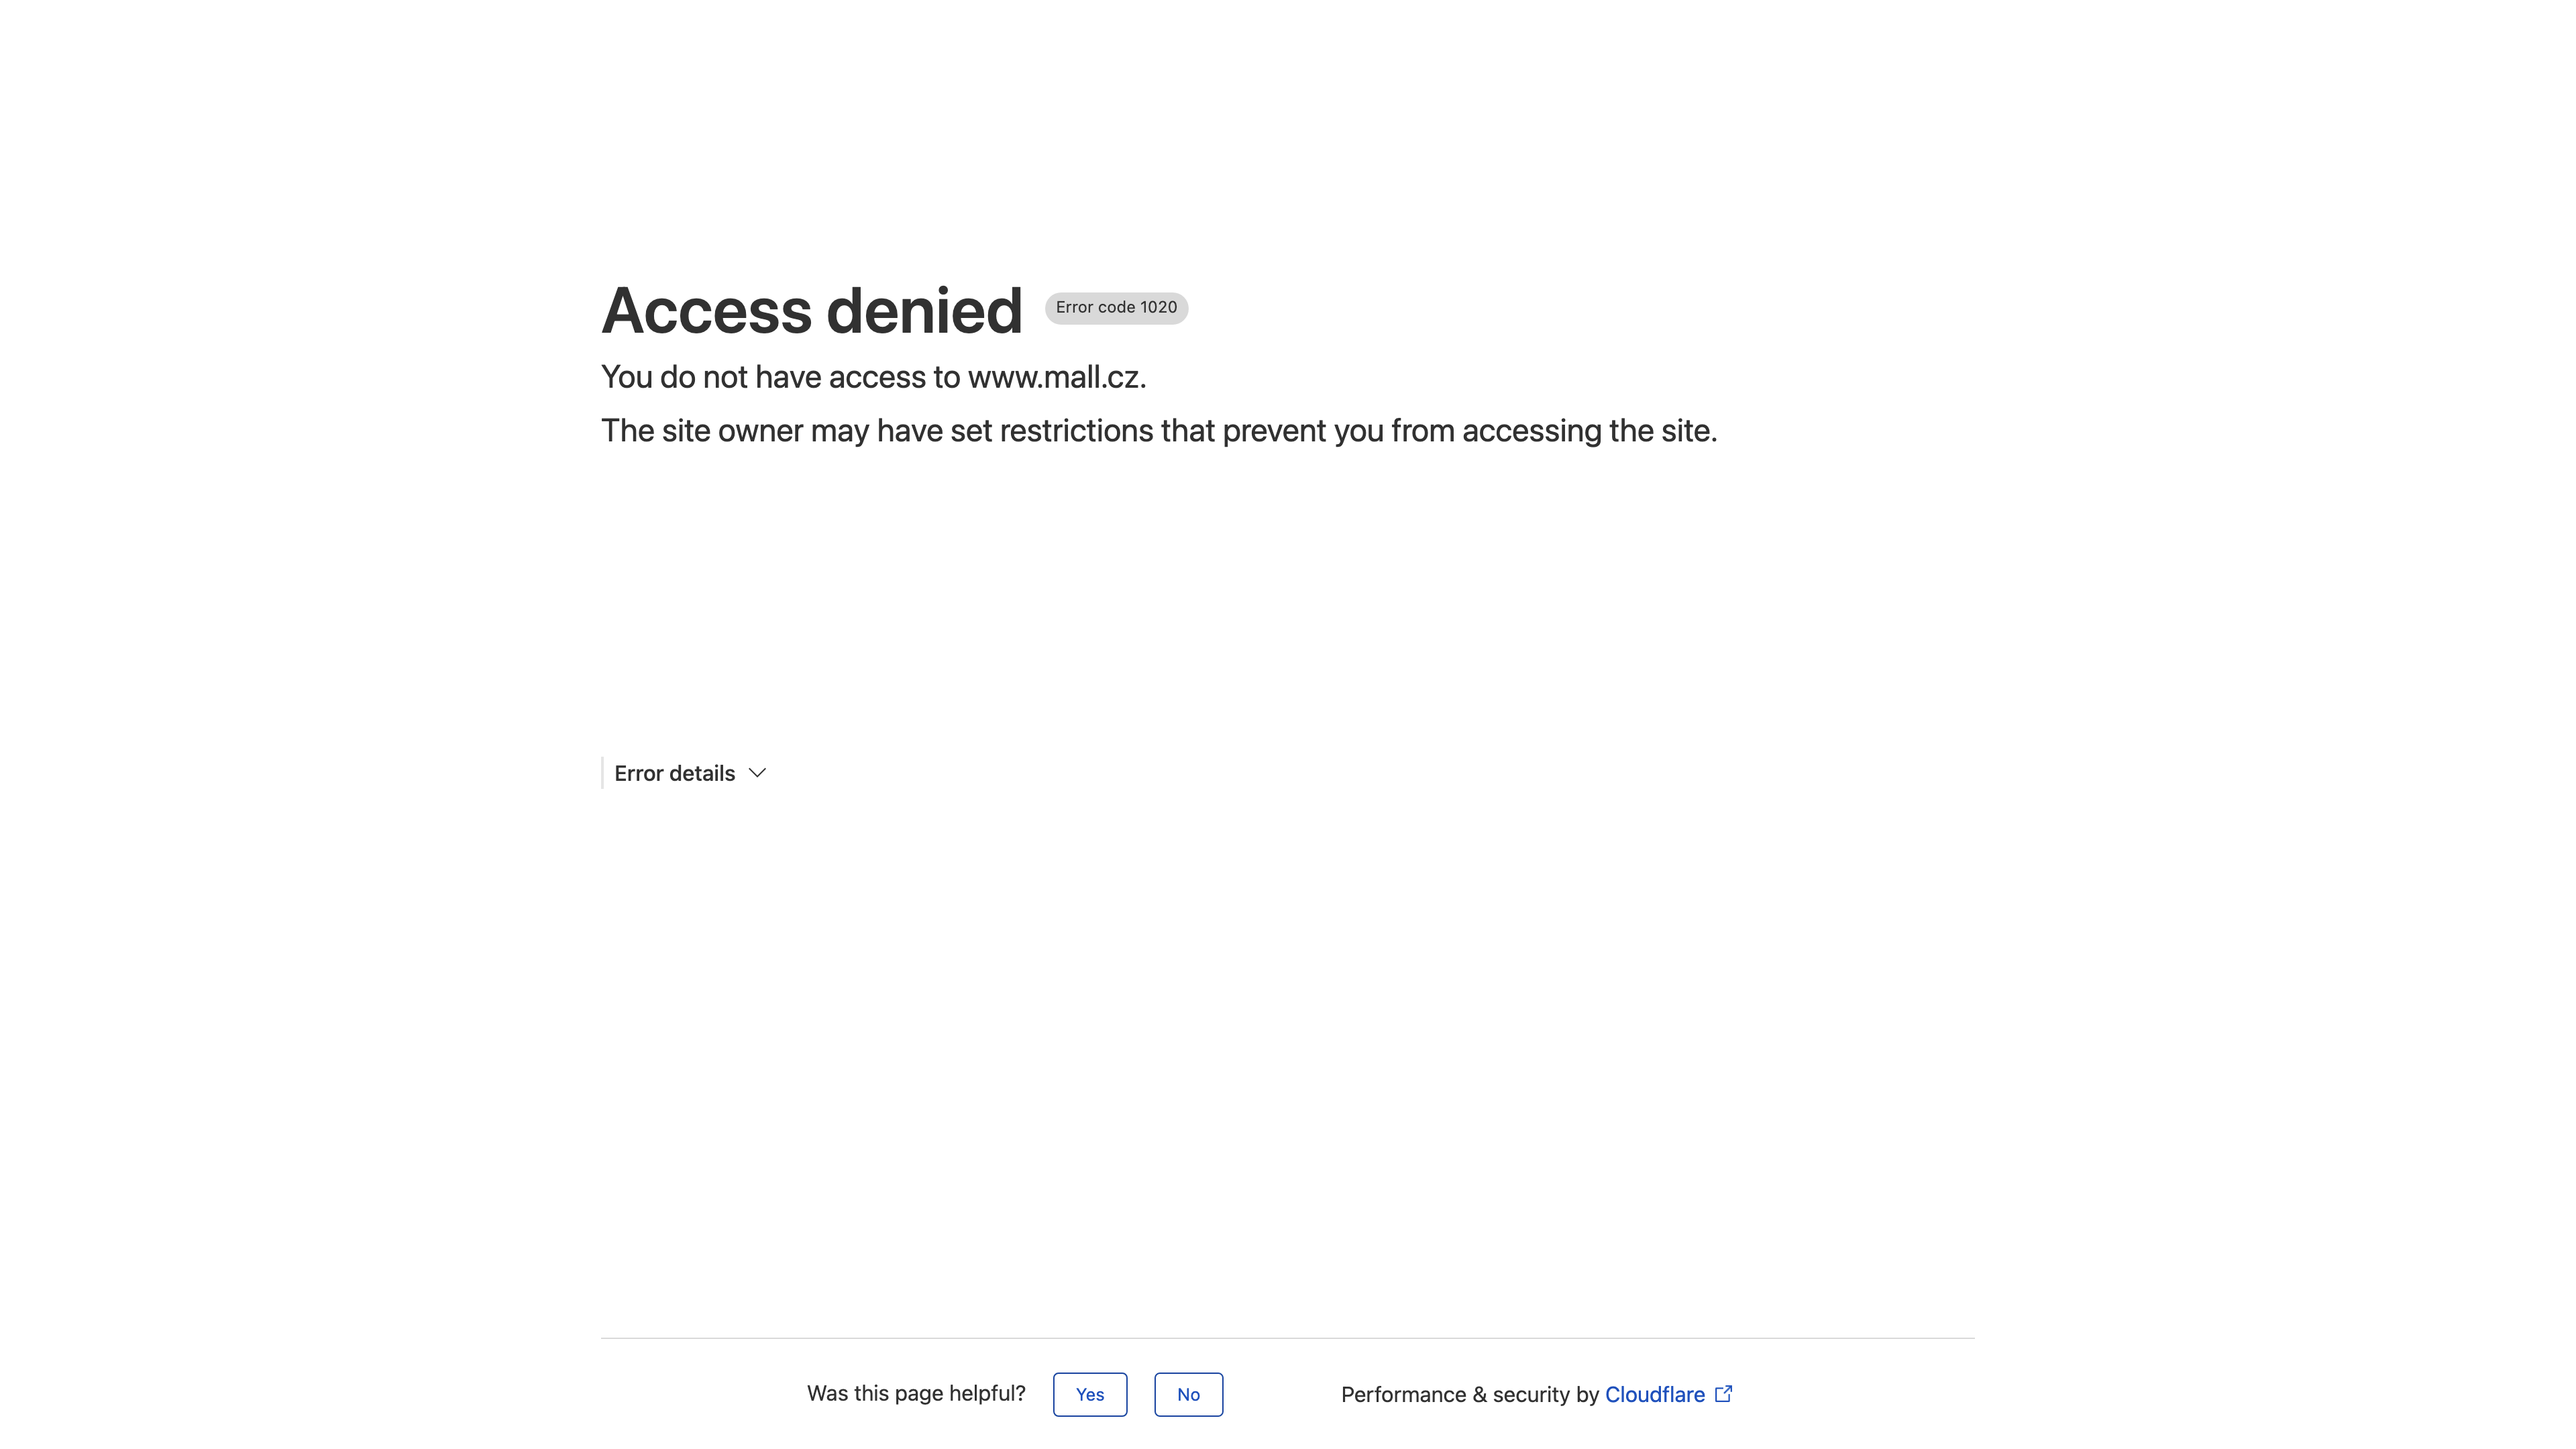 Access denied Error code 1020
You do not have access to www.mall.cz.
The site owner may have set restrictions that prevent you from accessing the site.
Error details
Was this page helpful? Yes No Performance & security by Cloudflare